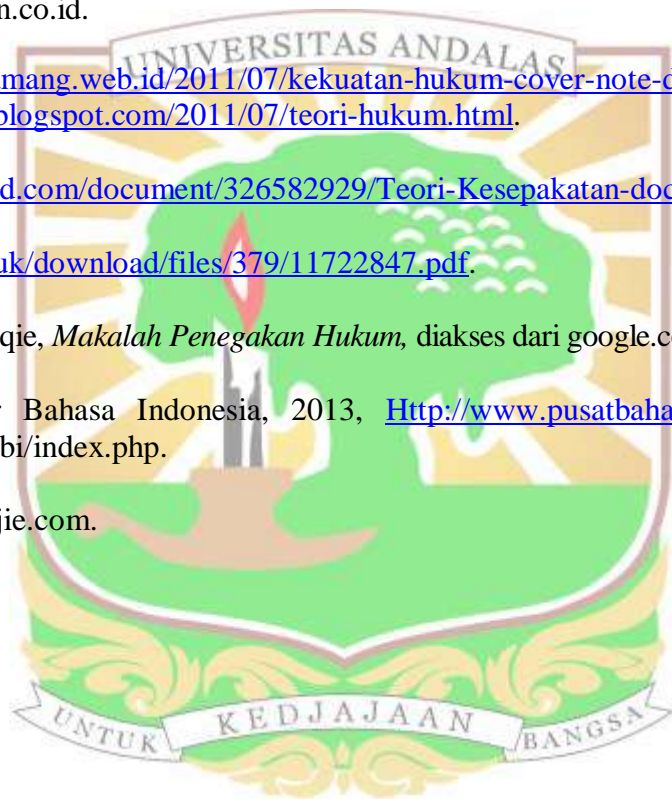 n.co.id.
UNIVERSITAS ANDALAS
amang.web.id/2011/07/kekuatan-hukum-cover-note-d
blogspot.com/2011/07/teori-hukum.html.
d.com/document/326582929/Teori-Kesepakatan-doc
uk/download/files/379/11722847.pdf.
qie, Makalah Penegakan Hukum, diakses dari google.co
r Bahasa Indonesia, 2013, Http://www.pusatbaha
bi/index.php.
jie.com.
UNTUK KEDJAJAAN BANGSA